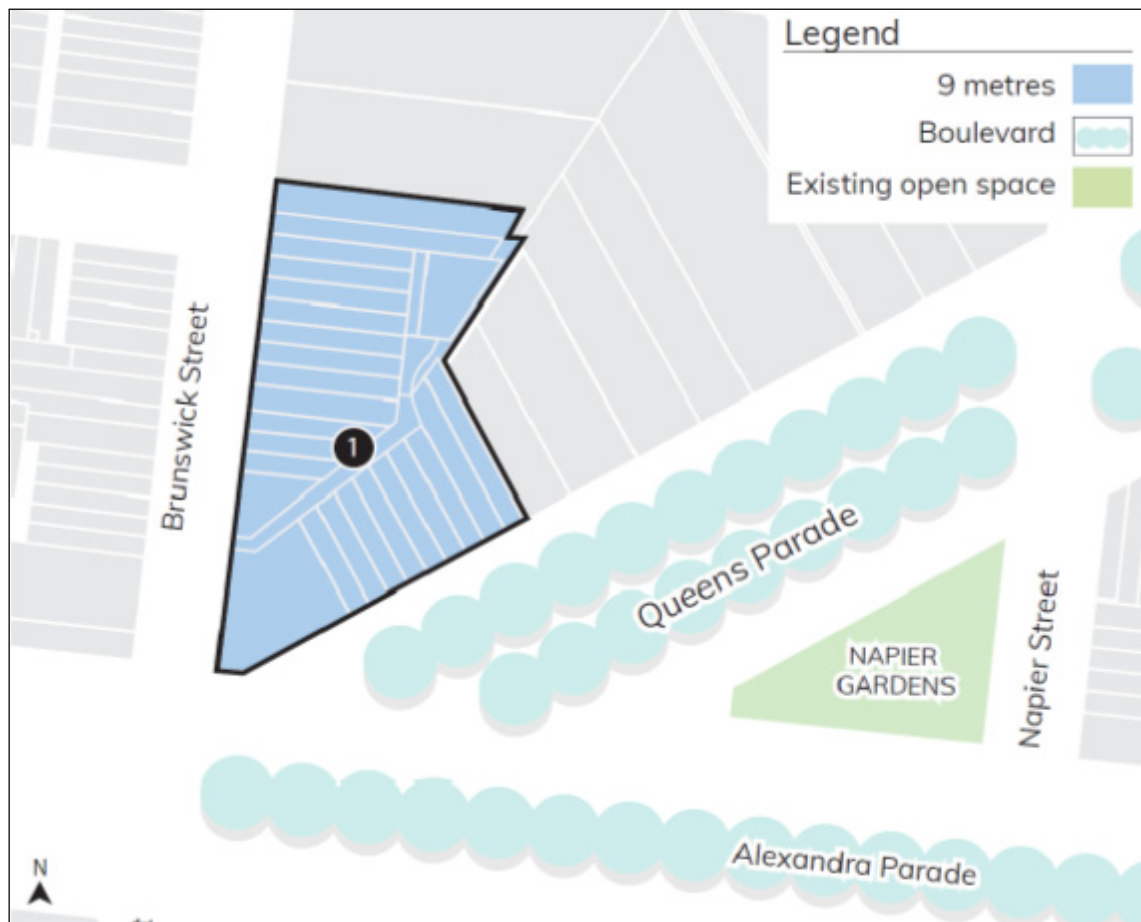 Legend
9 metres
Boulevard
Existing open space
Brunswick Street
1
Queens Parade
NAPIER
GARDENS
Napier Street
Alexandra Parade
N